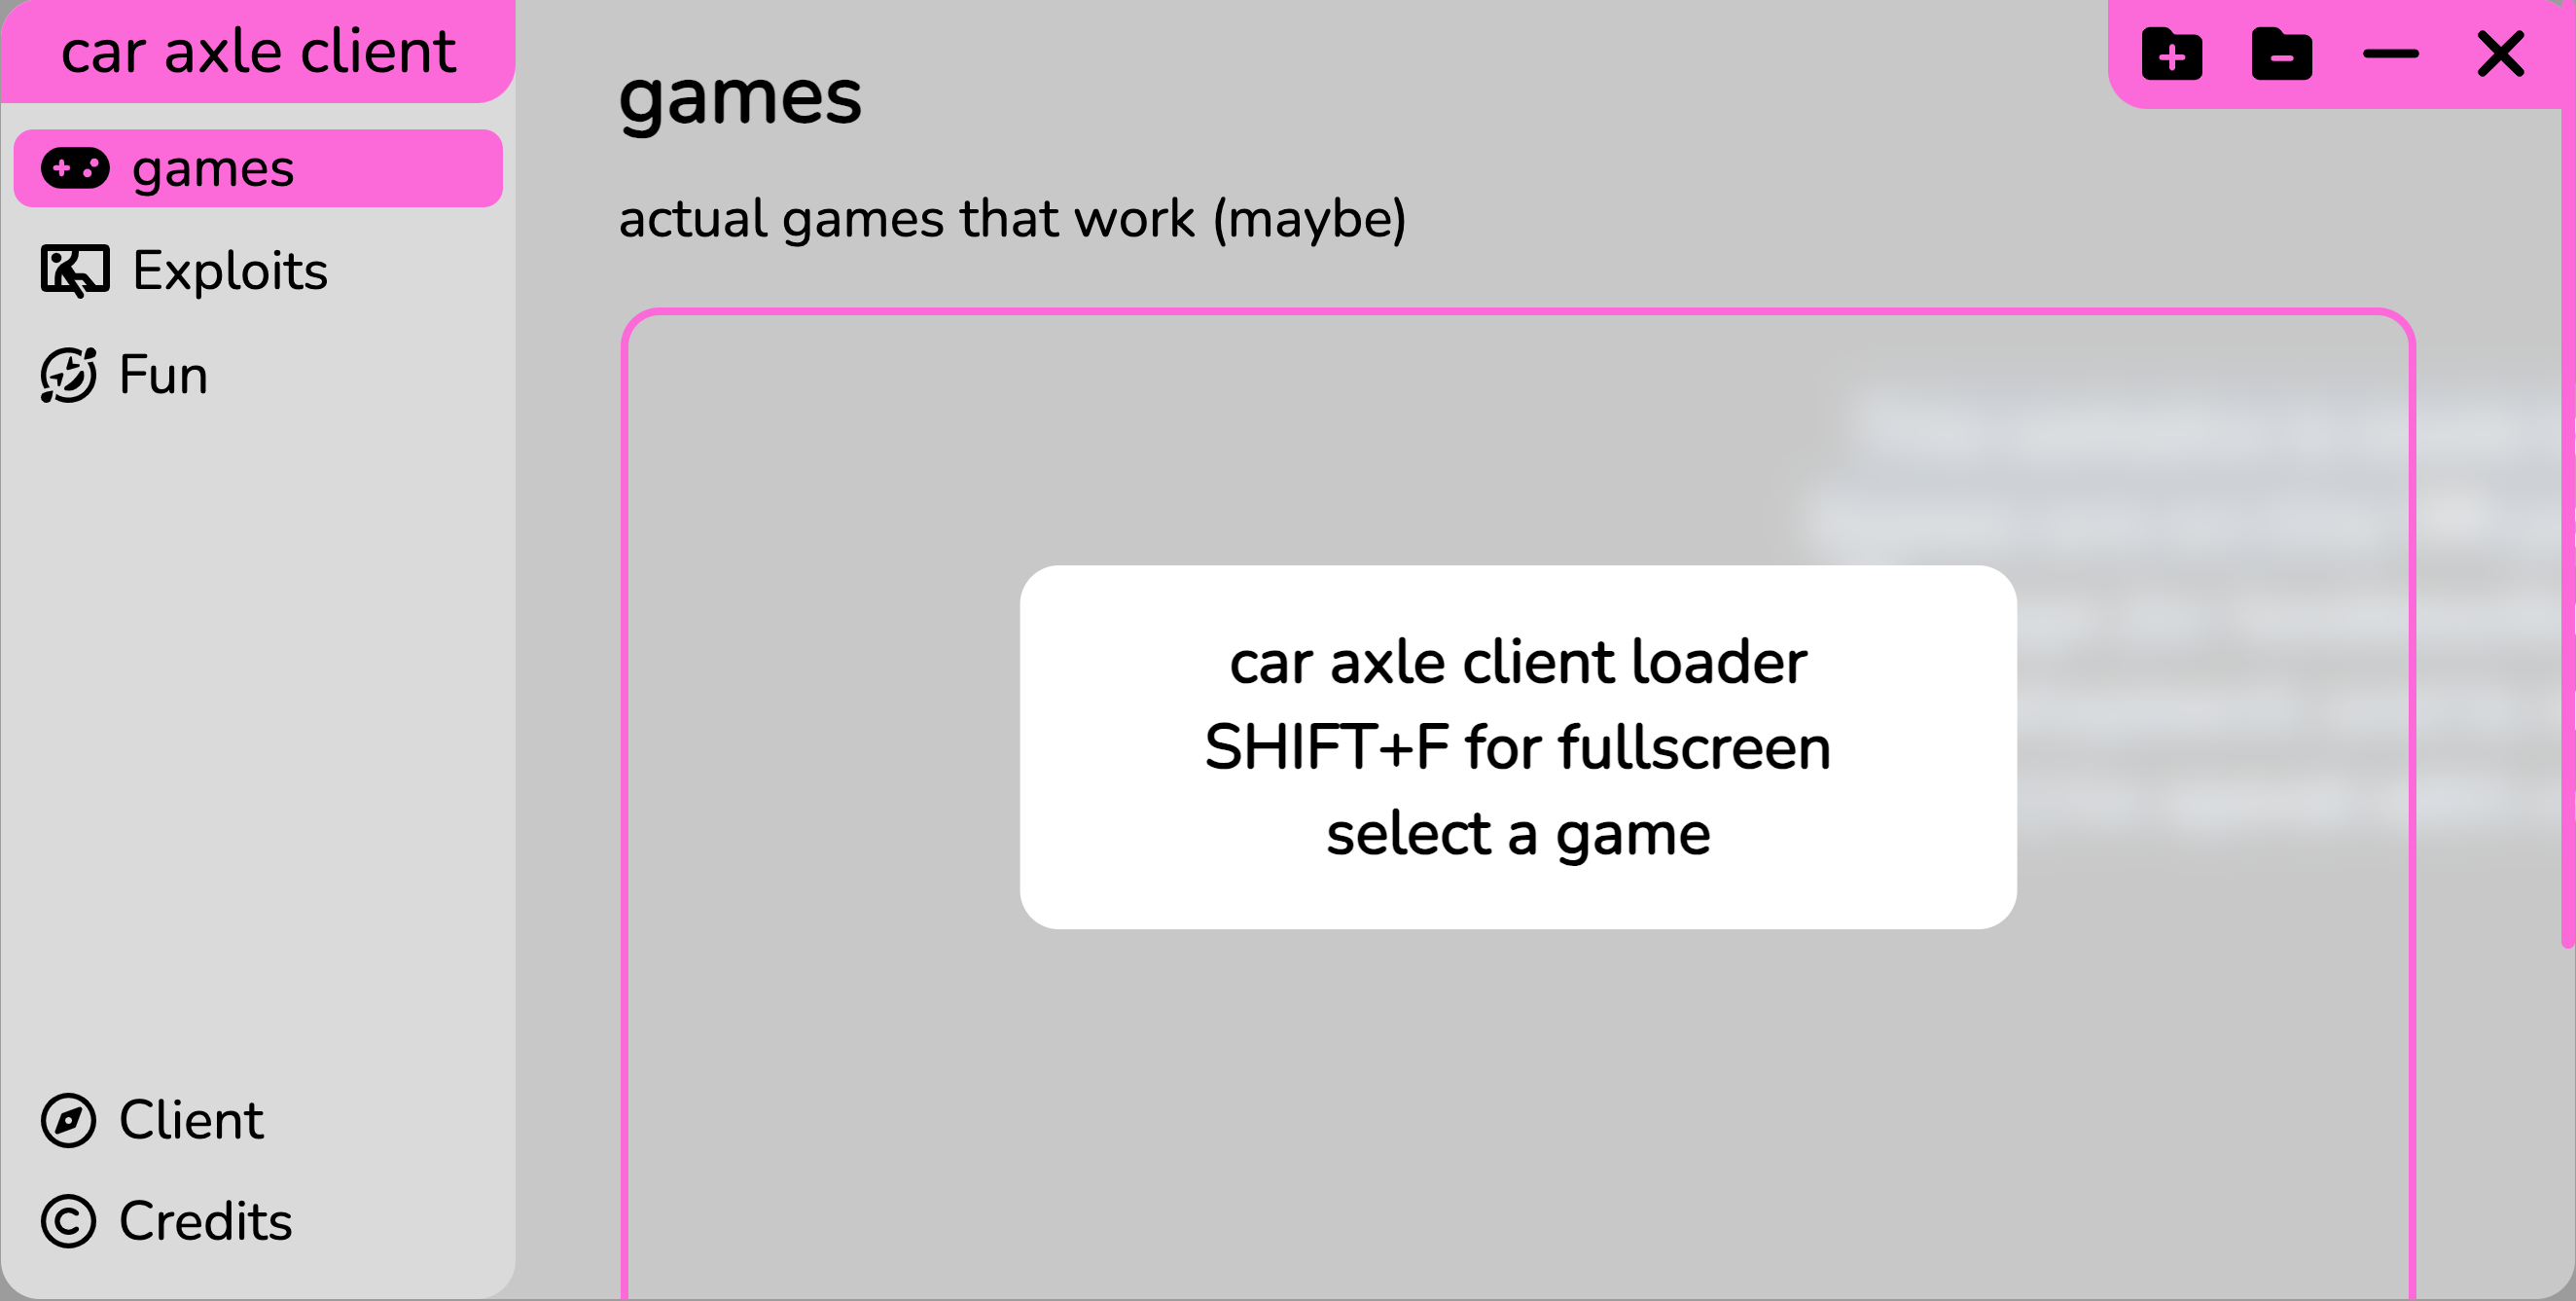 car axle client
games
Exploits
Fun
Client
Credits
games
actual games that work (maybe)
car axle client loader
SHIFT+F for fullscreen
select a game